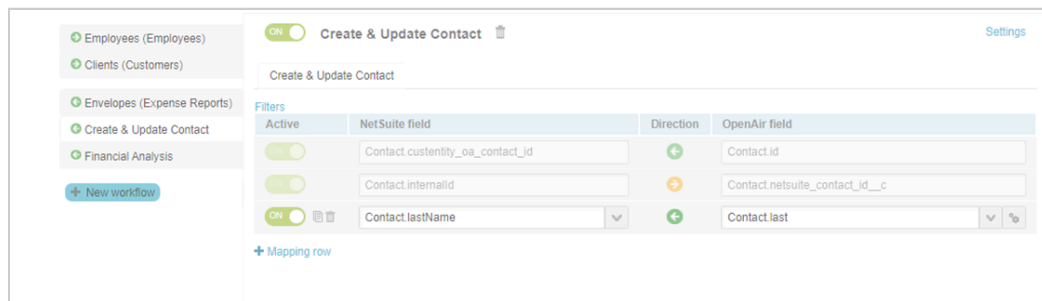 Employees (Employees)
Clients (Customers)
Envelopes (Expense Reports)
Create & Update Contact
Financial Analysis
+ New workflow
ON Create & Update Contact Settings
Create & Update Contact
Filters
Active NetSuite field Direction OpenAir field
Contact.custentity_oa_contact_id Contact.id
Contact.internalId Contact.netsuite_contact_id__c
ON Contact.lastName Contact.last
+ Mapping row